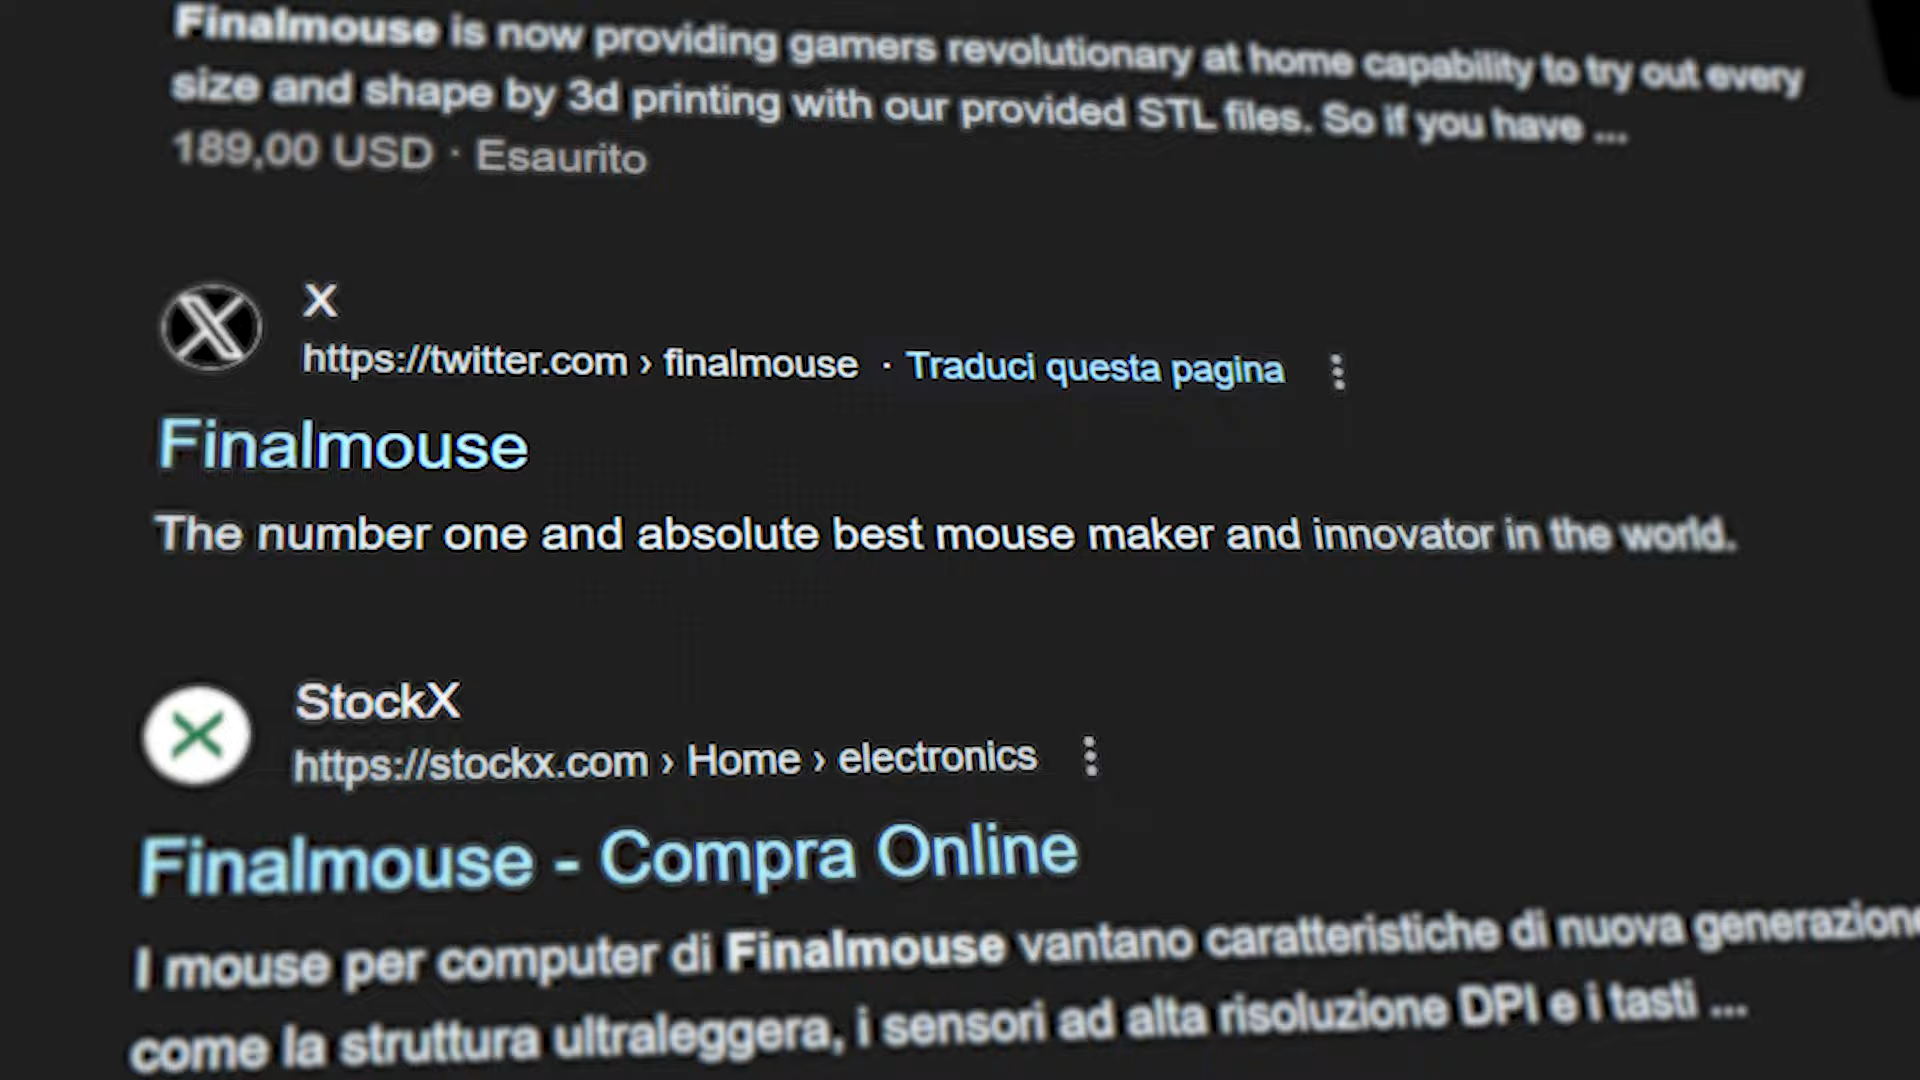 Finalmouse is now providing gamers revolutionary at home capability to try out every
size and shape by 3d printing with our provided STL files. So if you have ...
189,00 USD · Esaurito
X
https://twitter.com › finalmouse · Traduci questa pagina
Finalmouse
The number one and absolute best mouse maker and innovator in the world.
StockX
https://stockx.com › Home › electronics
Finalmouse - Compra Online
I mouse per computer di Finalmouse vantano caratteristiche di nuova generazione
come la struttura ultraleggera, i sensori ad alta risoluzione DPI e i tasti ...